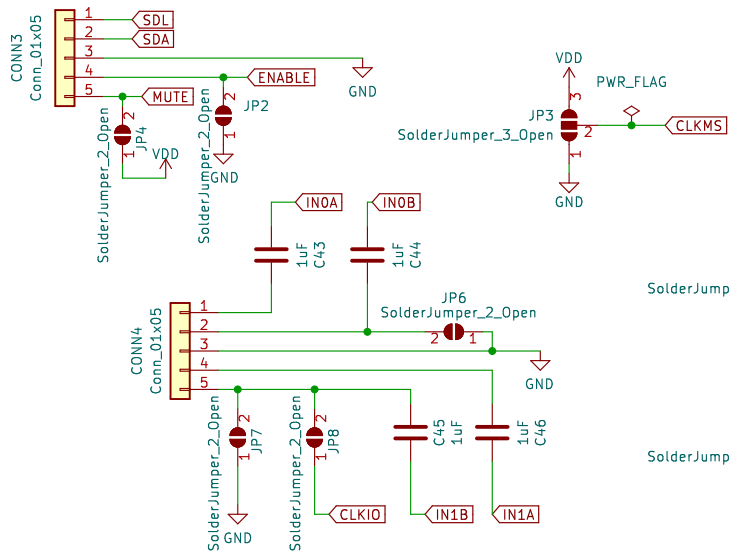 CONN3
Conn_01x05
1
2
3
4
5
SDL
SDA
ENABLE
MUTE
GND
2
1
JP2
SolderJumper_2_Open
GND
2
1
JP4
SolderJumper_2_Open
VDD
VDD
PWR_FLAG
3
JP3
SolderJumper_3_Open
2
CLKMS
1
GND
IN0A
IN0B
1uF
C43
1uF
C44
SolderJump
CONN4
Conn_01x05
1
2
3
4
5
JP6
SolderJumper_2_Open
2
1
GND
2
1
JP7
SolderJumper_2_Open
GND
2
1
JP8
SolderJumper_2_Open
CLKIO
C45
1uF
1uF
C46
SolderJump
IN1B
IN1A